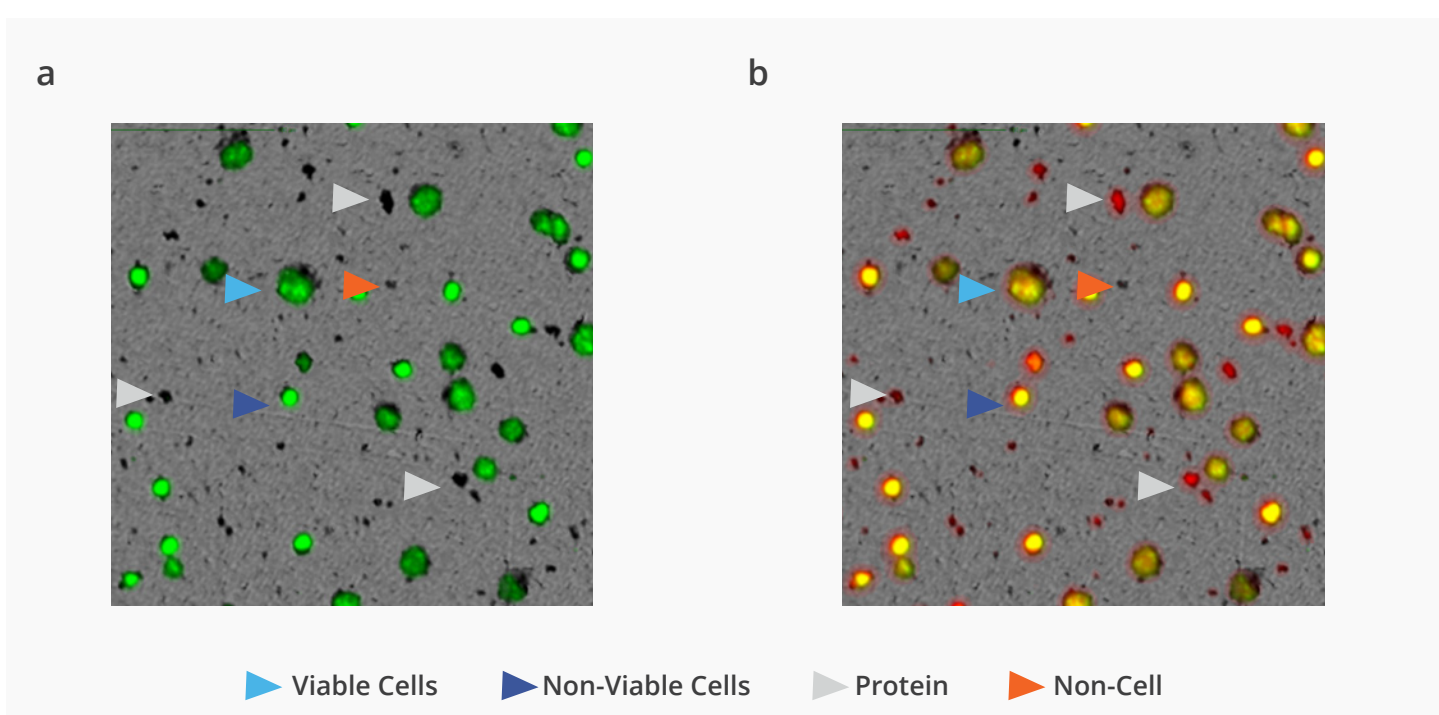 a
b
Viable Cells
Non-Viable Cells
Protein
Non-Cell